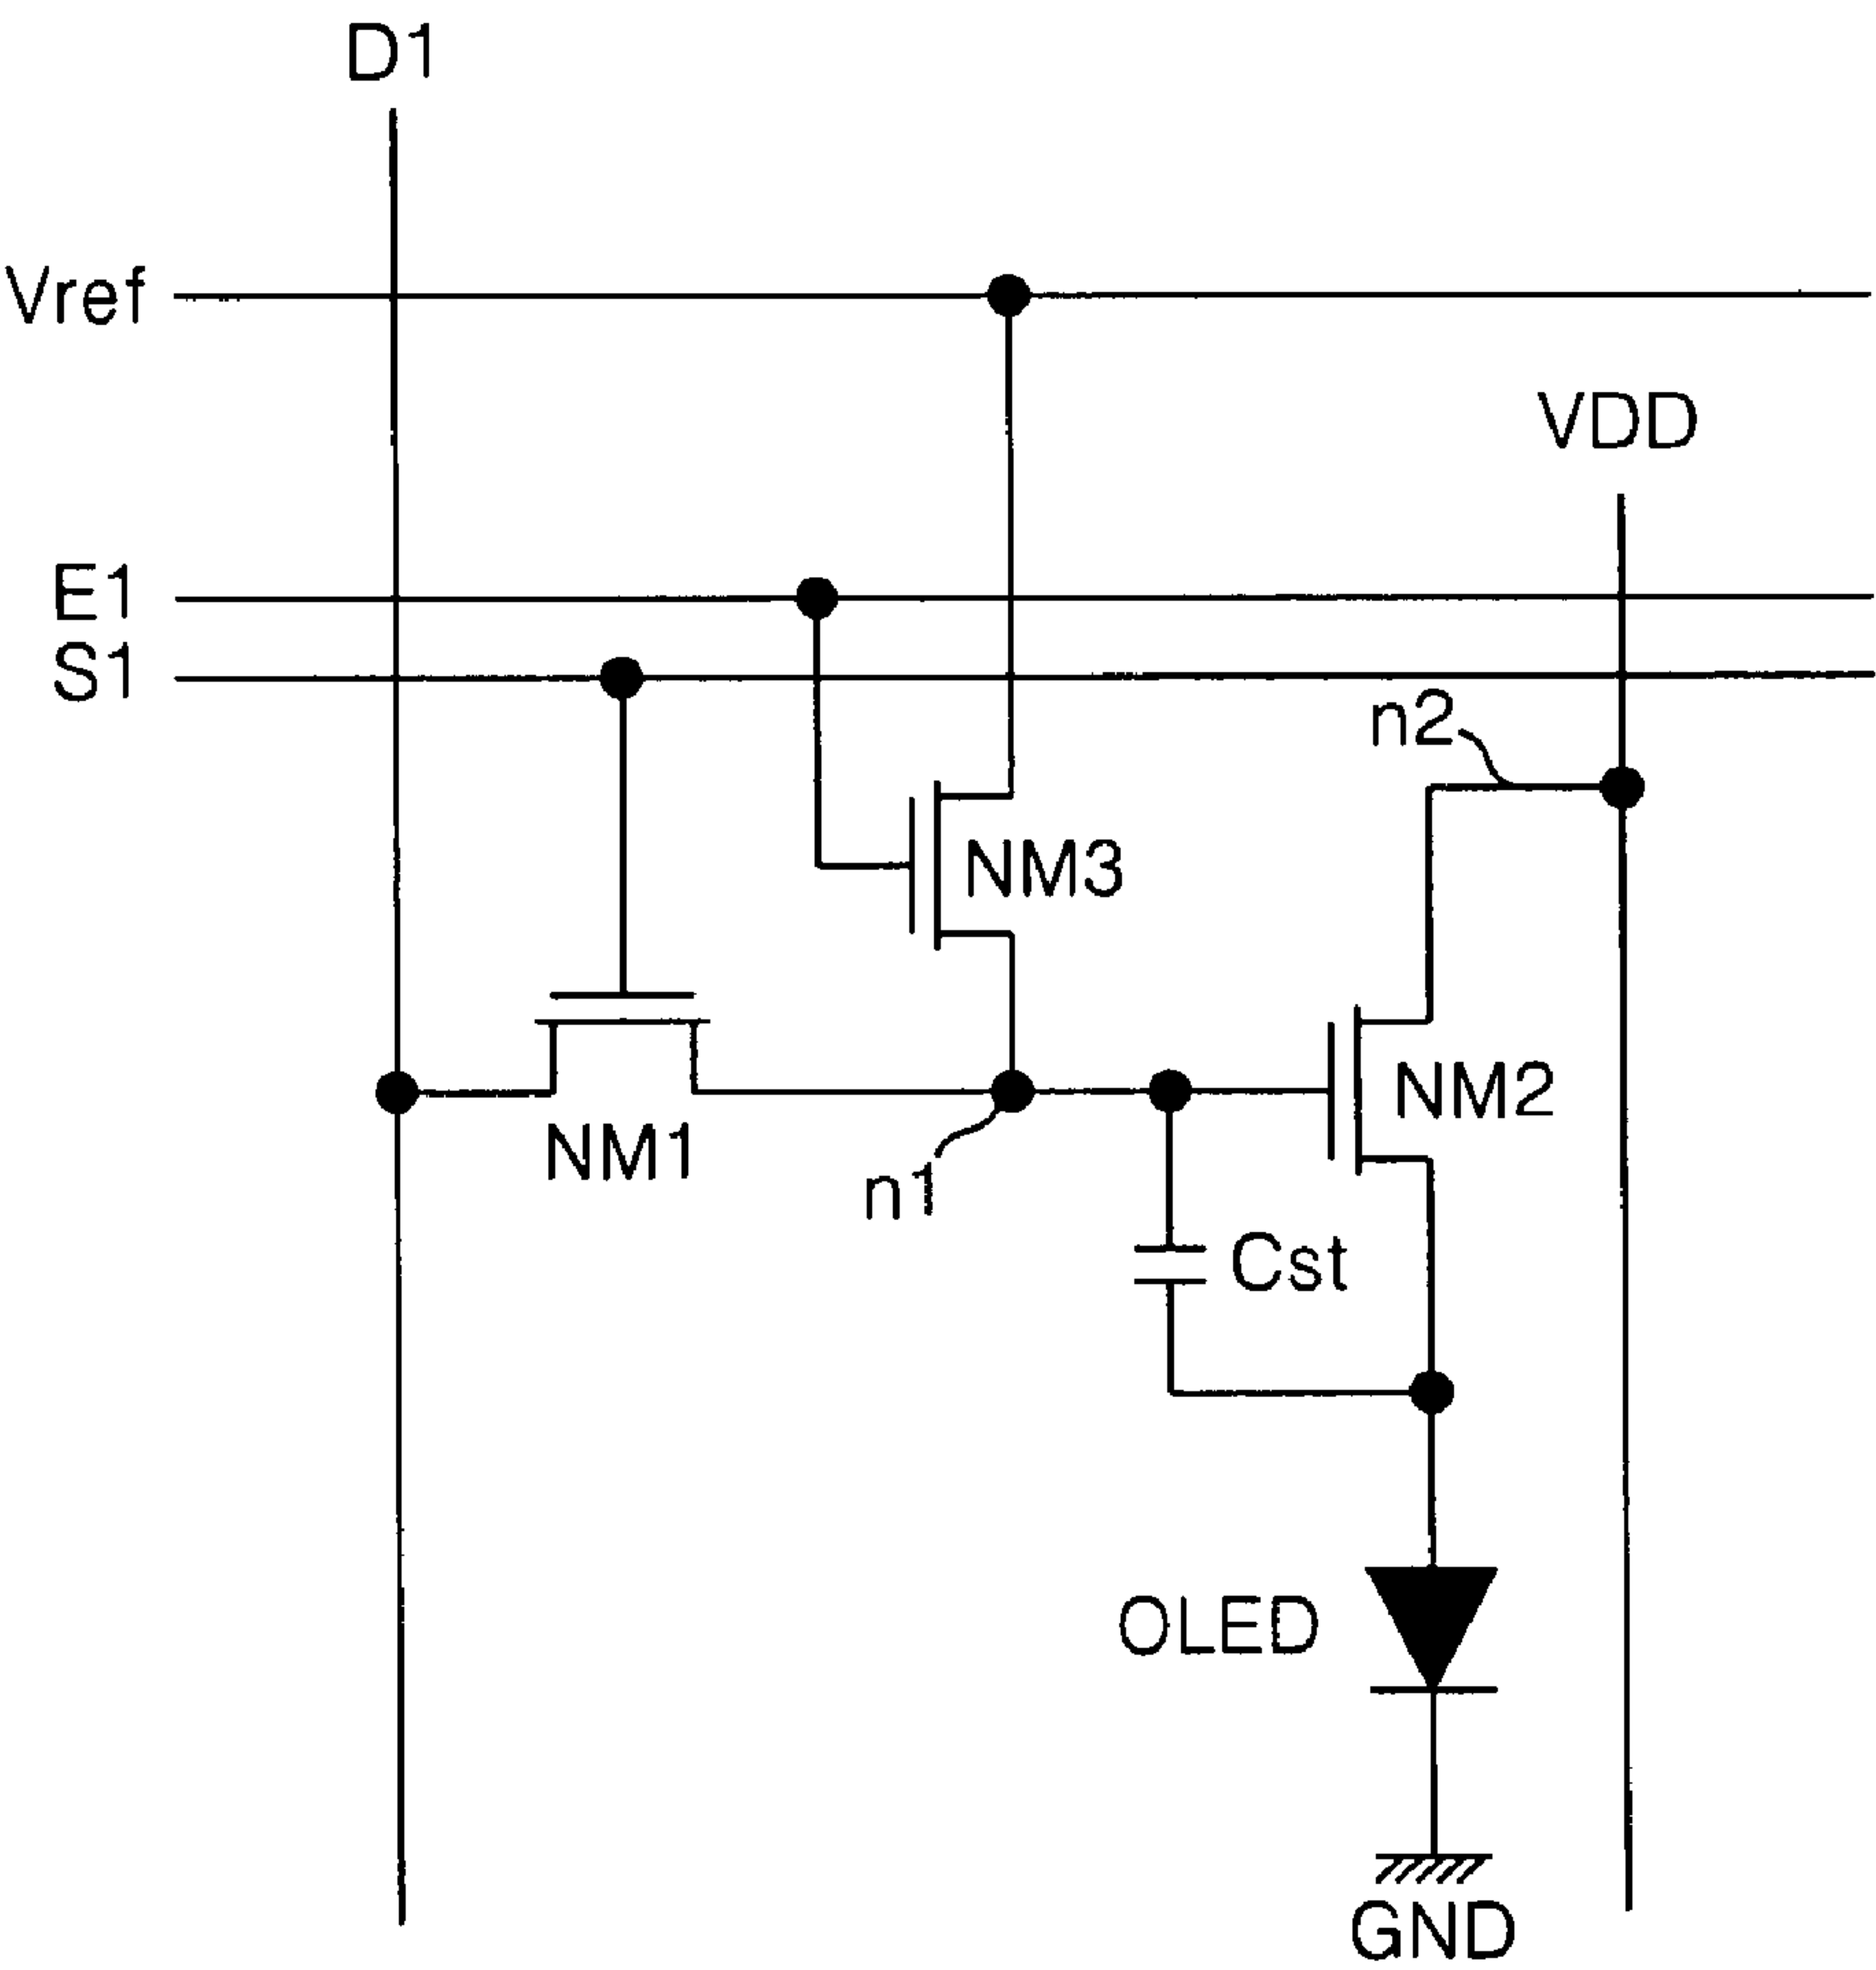 D1
Vref
VDD
E1
S1
n2
NM3
NM2
NM1
n1
Cst
OLED
GND